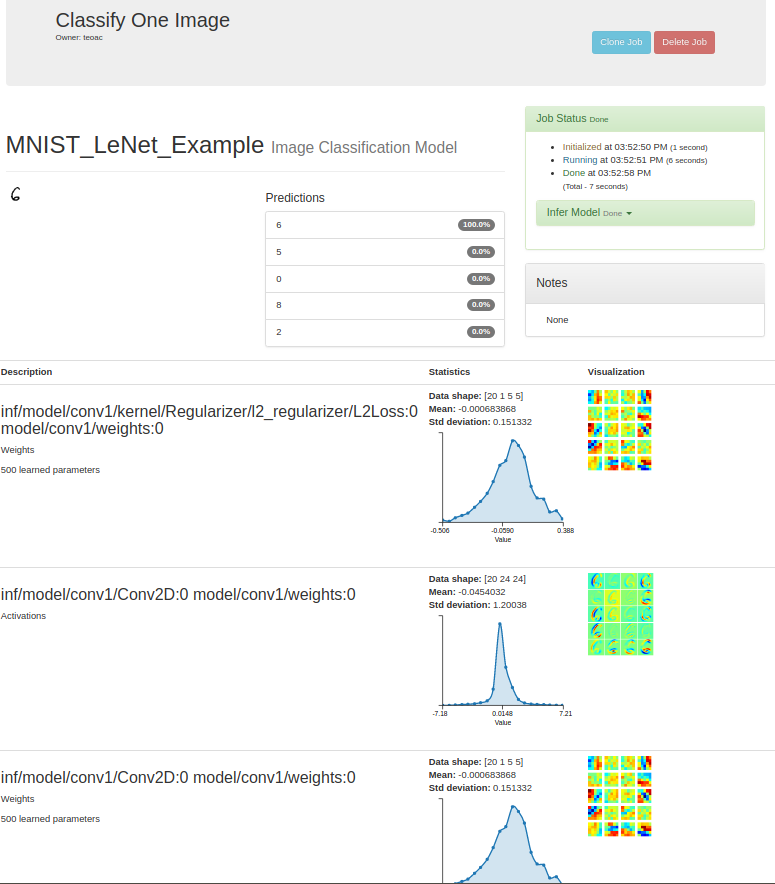 Classify One Image
Owner: teoac
Clone Job
Delete Job
MNIST_LeNet_Example Image Classification Model
Job Status Done
Initialized at 03:52:50 PM (1 second)
Running at 03:52:51 PM (6 seconds)
Done at 03:52:58 PM
(Total - 7 seconds)
Infer Model Done
Notes
None
6
Predictions
6 100.0%
5 0.0%
0 0.0%
8 0.0%
2 0.0%
Description Statistics Visualization
inf/model/conv1/kernel/Regularizer/l2_regularizer/L2Loss:0
model/conv1/weights:0
Weights
500 learned parameters
Data shape: [20 1 5 5]
Mean: -0.000683868
Std deviation: 0.151332
-0.506 -0.0590 0.388
Value
inf/model/conv1/Conv2D:0 model/conv1/weights:0
Activations
Data shape: [20 24 24]
Mean: -0.0454032
Std deviation: 1.20038
-7.18 0.0148 7.21
Value
inf/model/conv1/Conv2D:0 model/conv1/weights:0
Weights
500 learned parameters
Data shape: [20 1 5 5]
Mean: -0.000683868
Std deviation: 0.151332